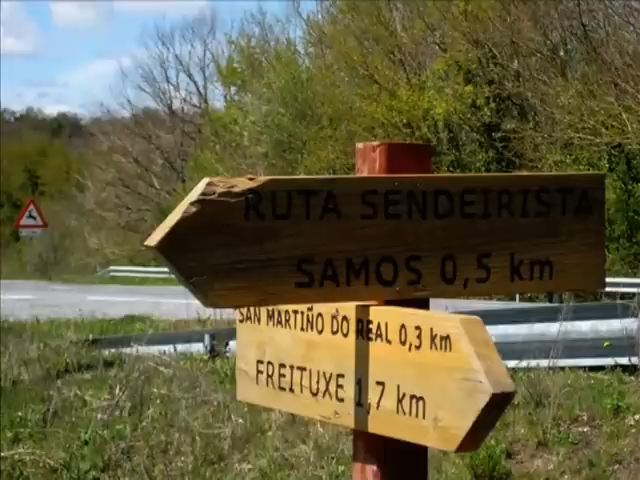 RUTA SENDEIRISTA
SAMOS 0,5 km
SAN MARTIÑO DO REAL 0,3 km
FREITUXE 1,7 km